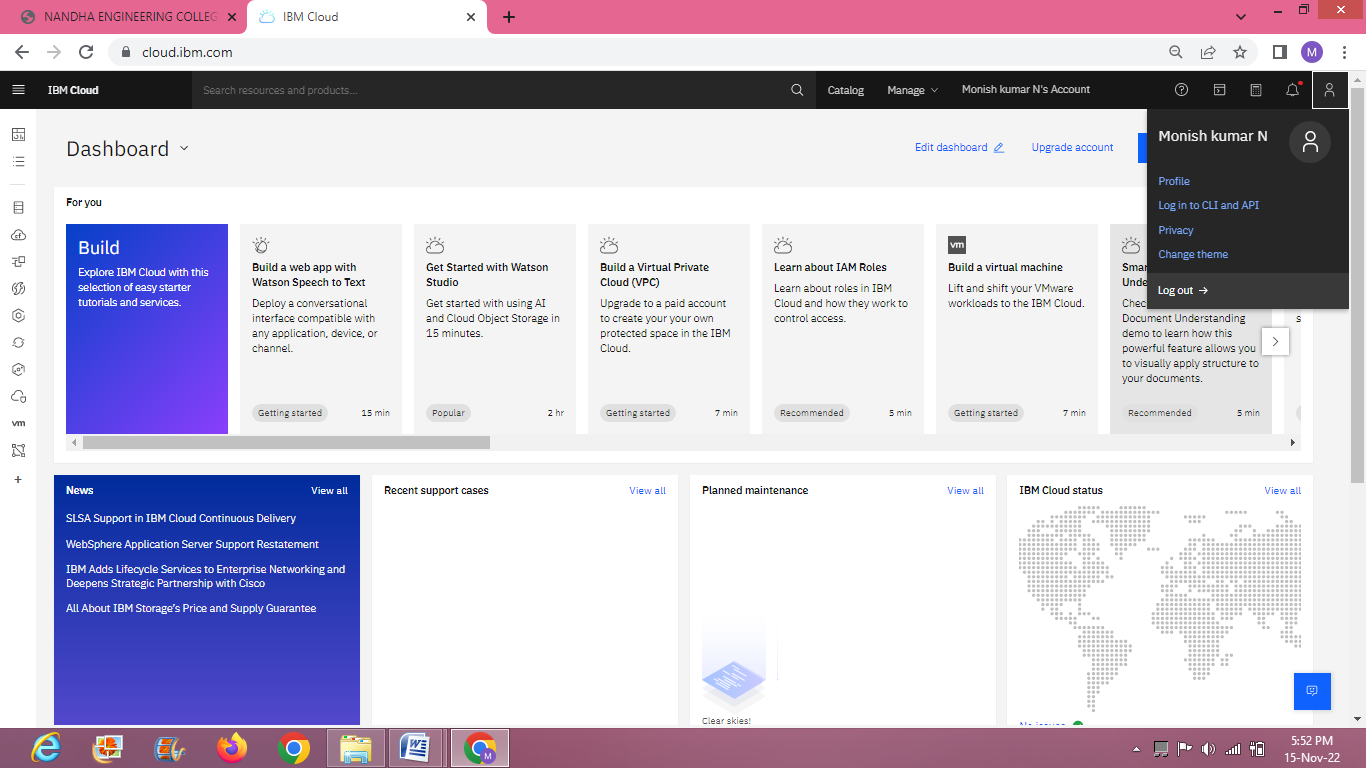 NANDHA ENGINEERING COLLEG
IBM Cloud
cloud.ibm.com
M
IBM Cloud
Search resources and products...
Catalog
Manage
Monish kumar N's Account
Monish kumar N
Profile
Log in to CLI and API
Privacy
Change theme
Log out →
Dashboard
Edit dashboard
Upgrade account
For you
Build
Explore IBM Cloud with this
selection of easy starter
tutorials and services.
Build a web app with
Watson Speech to Text
Deploy a conversational
interface compatible with
any application, device, or
channel.
Getting started
15 min
Get Started with Watson
Studio
Get started with using AI
and Cloud Object Storage in
15 minutes.
Popular
2 hr
Build a Virtual Private
Cloud (VPC)
Upgrade to a paid account
to create your your own
protected space in the IBM
Cloud.
Getting started
7 min
Learn about IAM Roles
Learn about roles in IBM
Cloud and how they work to
control access.
Recommended
5 min
vm
Build a virtual machine
Lift and shift your VMware
workloads to the IBM Cloud.
Getting started
7 min
Smar
Unde
Chec
Document Understanding
demo to learn how this
powerful feature allows you
to visually apply structure to
your documents.
Recommended
5 min
s
vm
News
View all
SLSA Support in IBM Cloud Continuous Delivery
WebSphere Application Server Support Restatement
IBM Adds Lifecycle Services to Enterprise Networking and
Deepens Strategic Partnership with Cisco
All About IBM Storage's Price and Supply Guarantee
Recent support cases
View all
Planned maintenance
View all
Clear skies!
IBM Cloud status
View all
No issues
5:52 PM
15-Nov-22